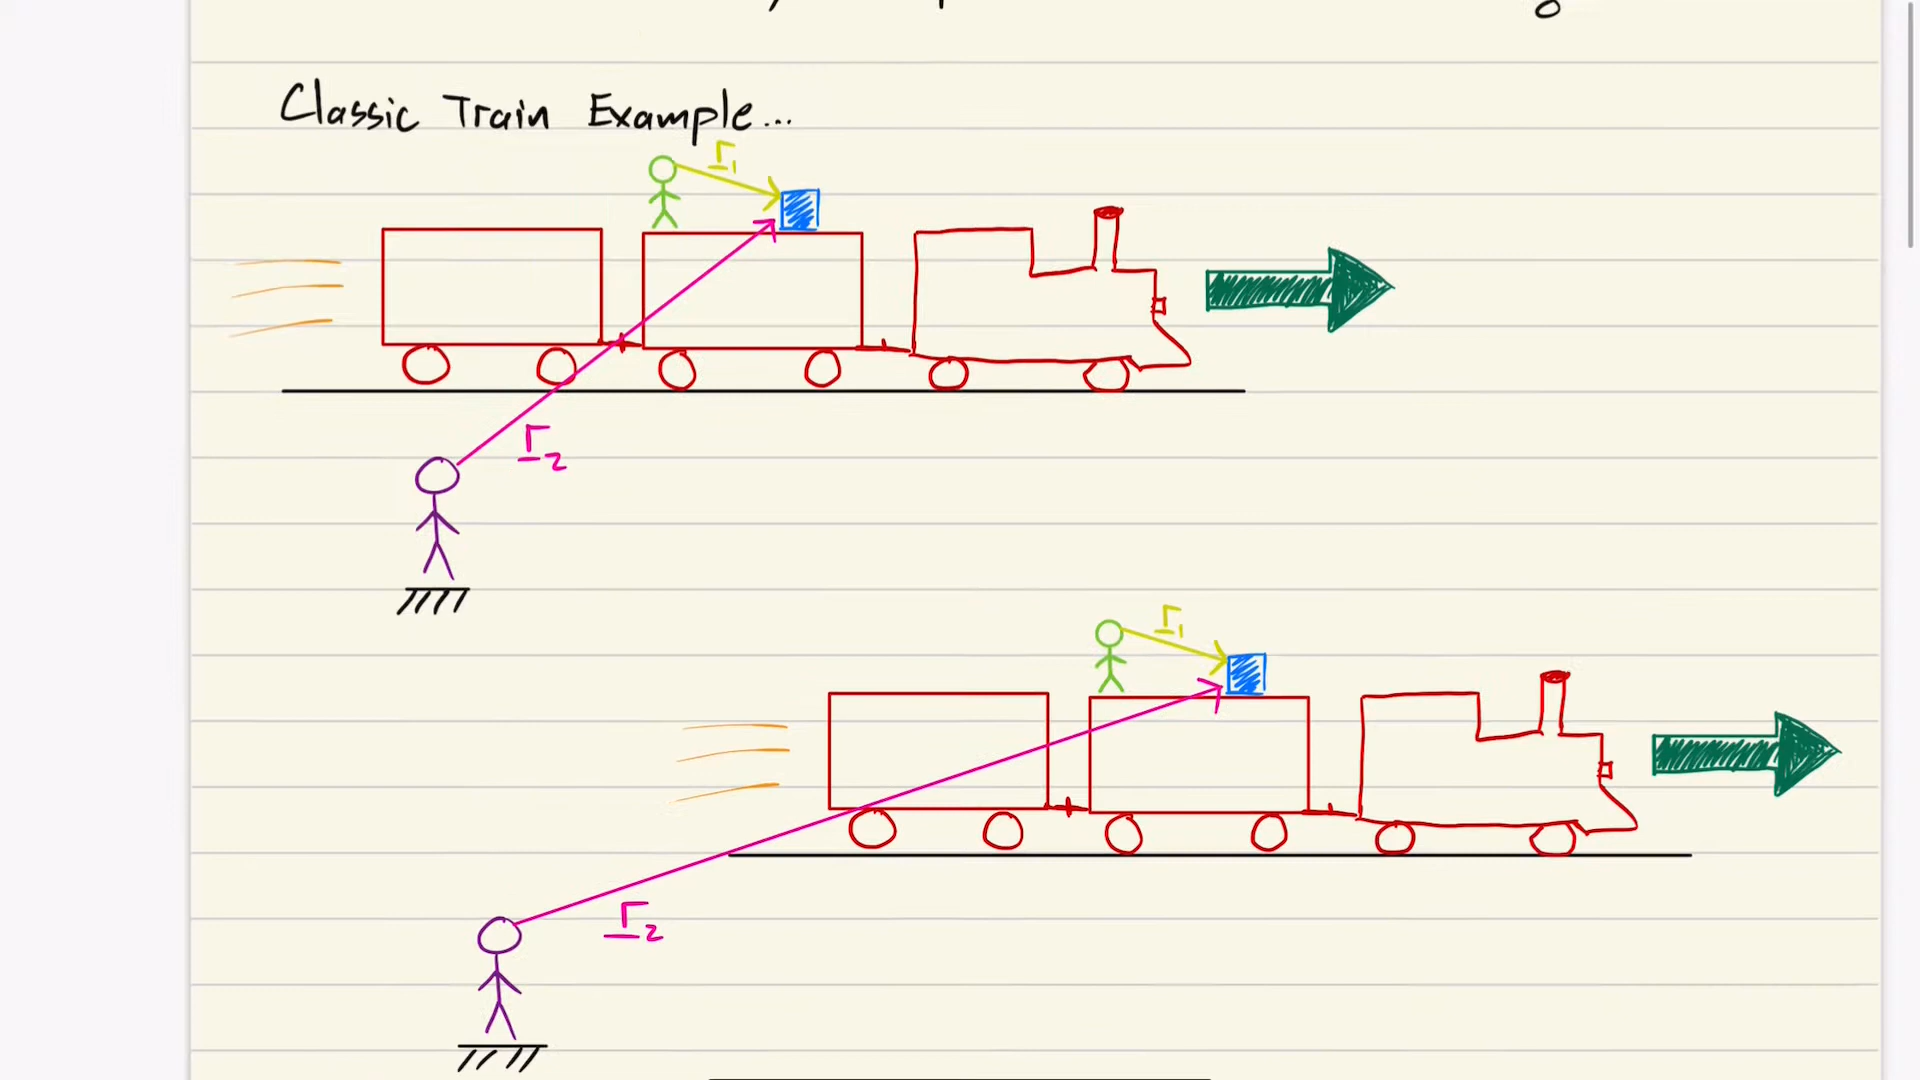 Classic Train Example...
r₁
r₂
r₁
r₂